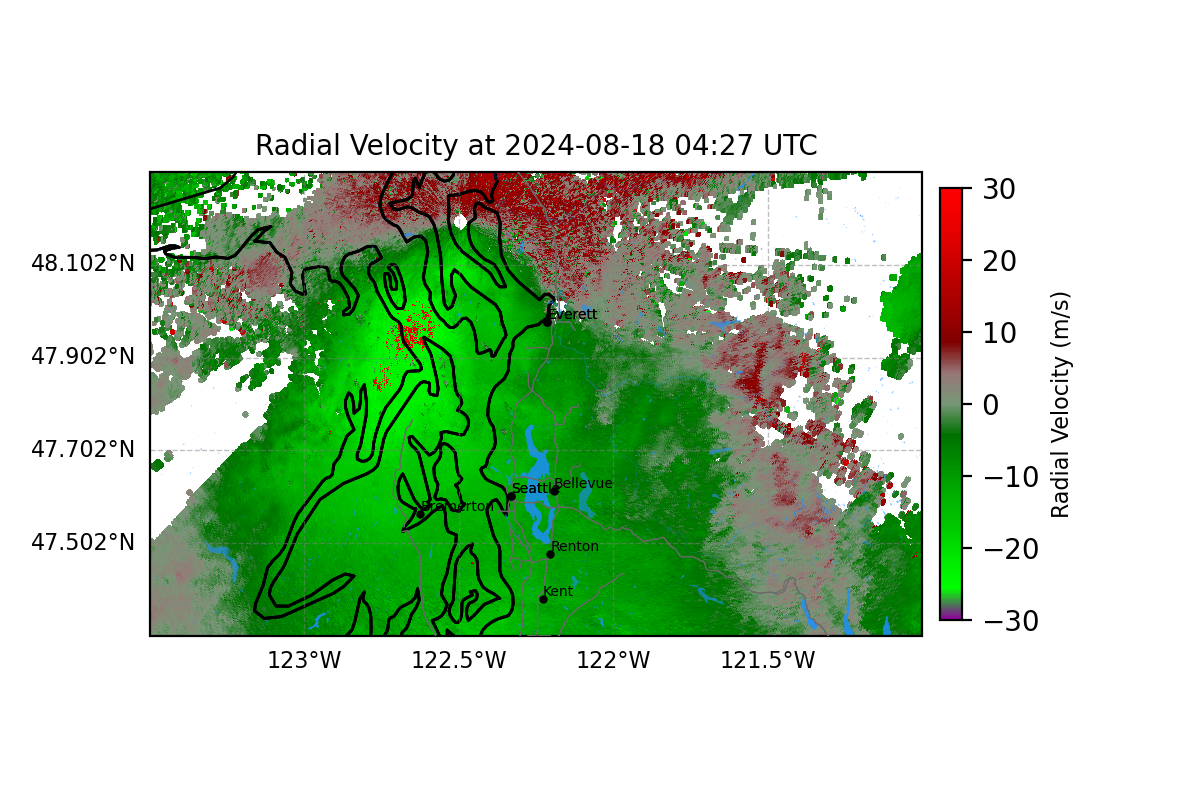 Radial Velocity at 2024-08-18 04:27 UTC
48.102°N
47.902°N
47.702°N
47.502°N
123°W
122.5°W
122°W
121.5°W
Everett
Seattle
Bellevue
Bremerton
Renton
Kent
30
20
10
0
−10
−20
−30
Radial Velocity (m/s)